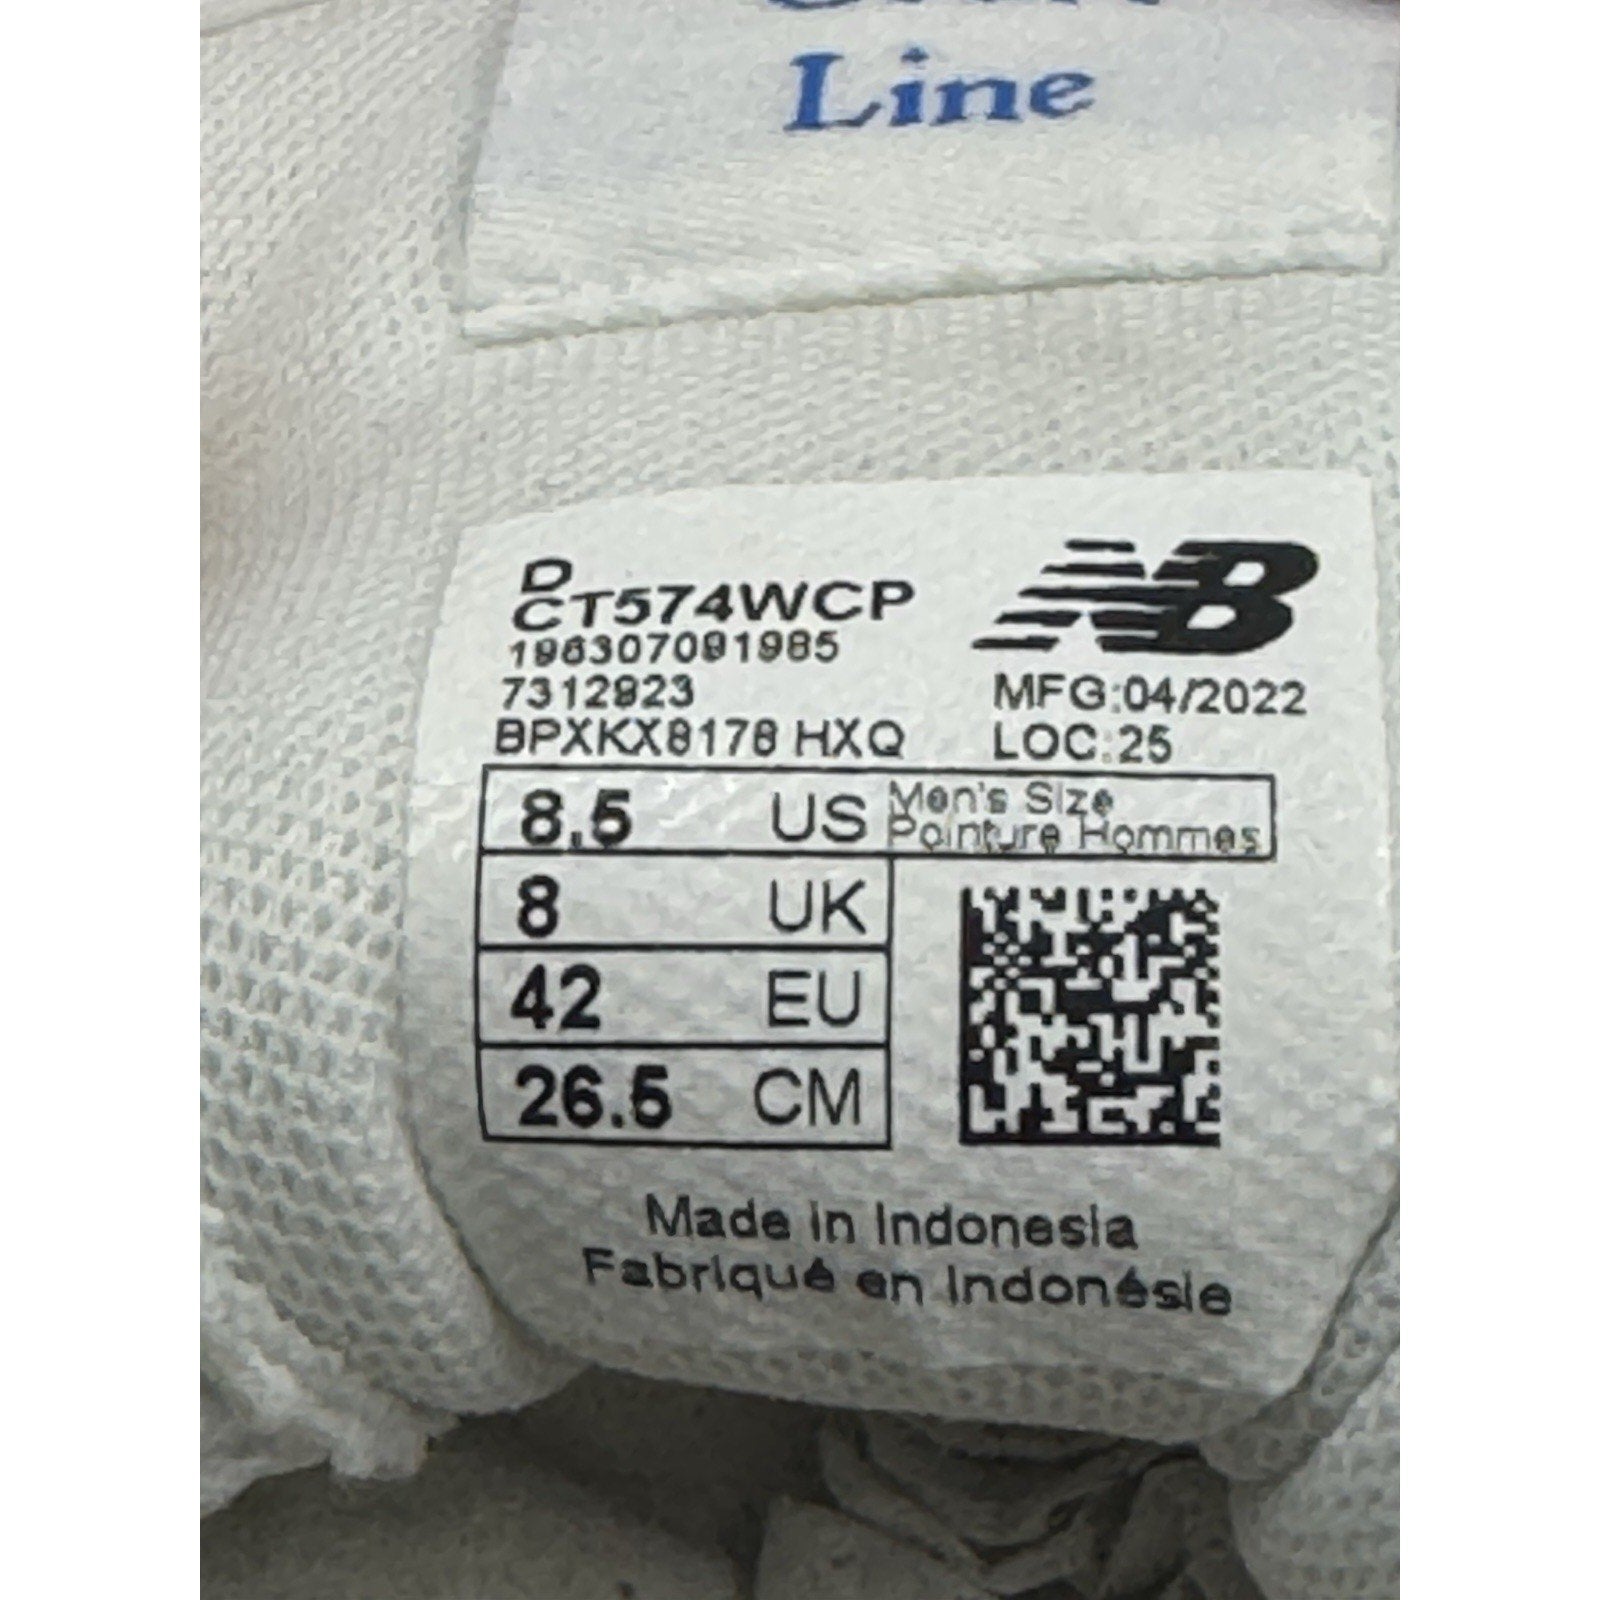 Line
D
CT574WCP
196307091985
7312923
BPXKX8178 HXQ
NB
MFG:04/2022
LOC:25
8.5 US Men's Size
Pointure Hommes
8 UK
42 EU
26.5 CM
Made in Indonesia
Fabriqué en Indonésie